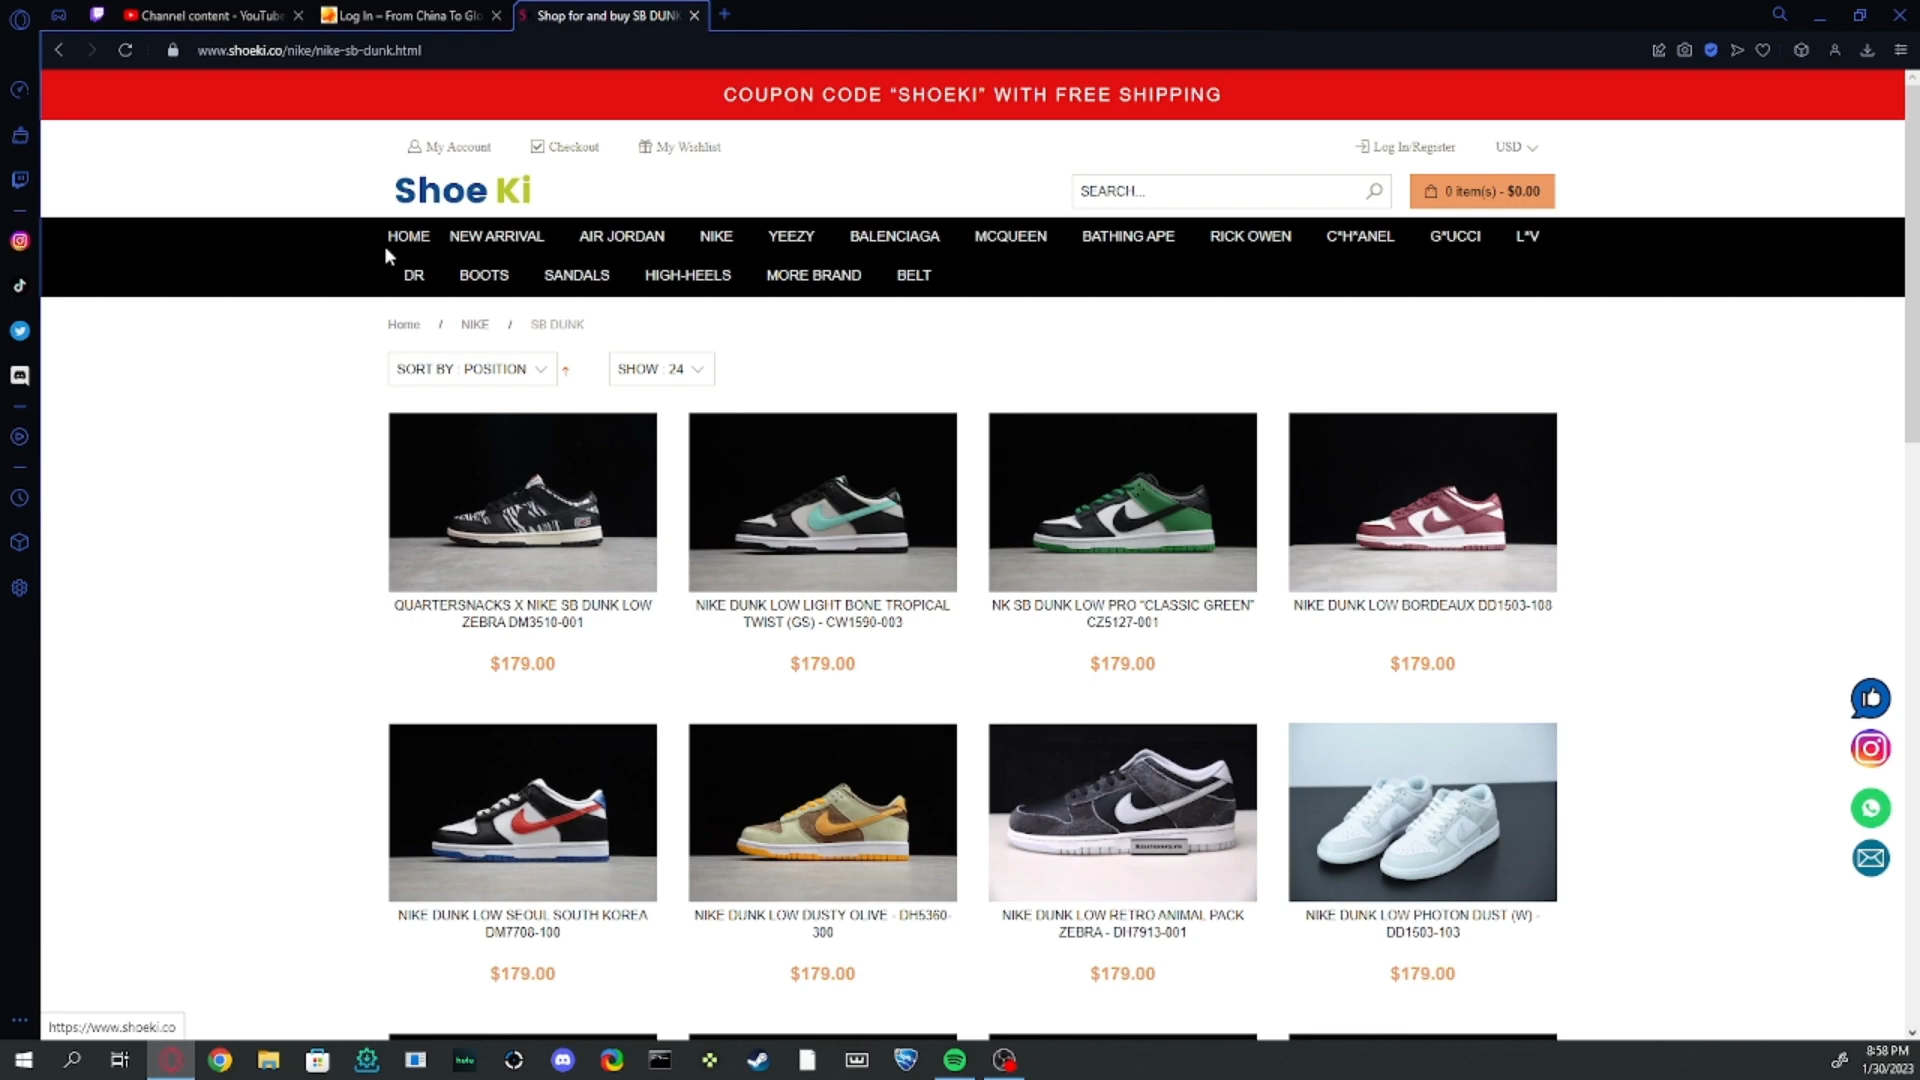 Channel content - YouTube
Log In – From China To Glo
Shop for and buy SB DUNK
www.shoeki.co/nike/nike-sb-dunk.html
COUPON CODE “SHOEKI” WITH FREE SHIPPING
My Account Checkout My Wishlist Log In/Register USD
Shoe Ki
SEARCH...
0 item(s) - $0.00
HOME NEW ARRIVAL AIR JORDAN NIKE YEEZY BALENCIAGA MCQUEEN BATHING APE RICK OWEN C*H*ANEL G*UCCI L*V
DR BOOTS SANDALS HIGH-HEELS MORE BRAND BELT
Home / NIKE / SB DUNK
SORT BY : POSITION
SHOW : 24
QUARTERSNACKS X NIKE SB DUNK LOW
ZEBRA DM3510-001
$179.00
NIKE DUNK LOW LIGHT BONE TROPICAL
TWIST (GS) - CW1590-003
$179.00
NK SB DUNK LOW PRO “CLASSIC GREEN”
CZ5127-001
$179.00
NIKE DUNK LOW BORDEAUX DD1503-108
$179.00
NIKE DUNK LOW SEOUL SOUTH KOREA
DM7708-100
$179.00
NIKE DUNK LOW DUSTY OLIVE - DH5360-
300
$179.00
NIKE DUNK LOW RETRO ANIMAL PACK
ZEBRA - DH7913-001
$179.00
NIKE DUNK LOW PHOTON DUST (W) -
DD1503-103
$179.00
https://www.shoeki.co
hulu
8:58 PM
1/30/2023